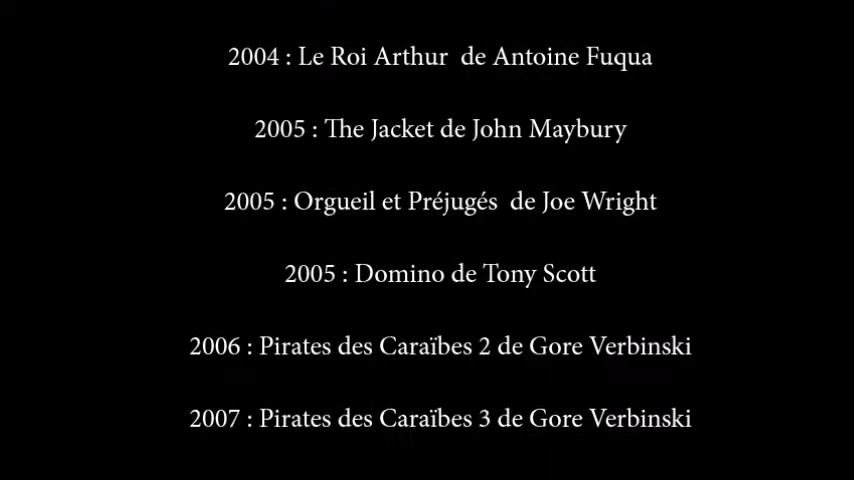 2004 : Le Roi Arthur  de Antoine Fuqua
2005 : The Jacket de John Maybury
2005 : Orgueil et Préjugés  de Joe Wright
2005 : Domino de Tony Scott
2006 : Pirates des Caraïbes 2 de Gore Verbinski
2007 : Pirates des Caraïbes 3 de Gore Verbinski